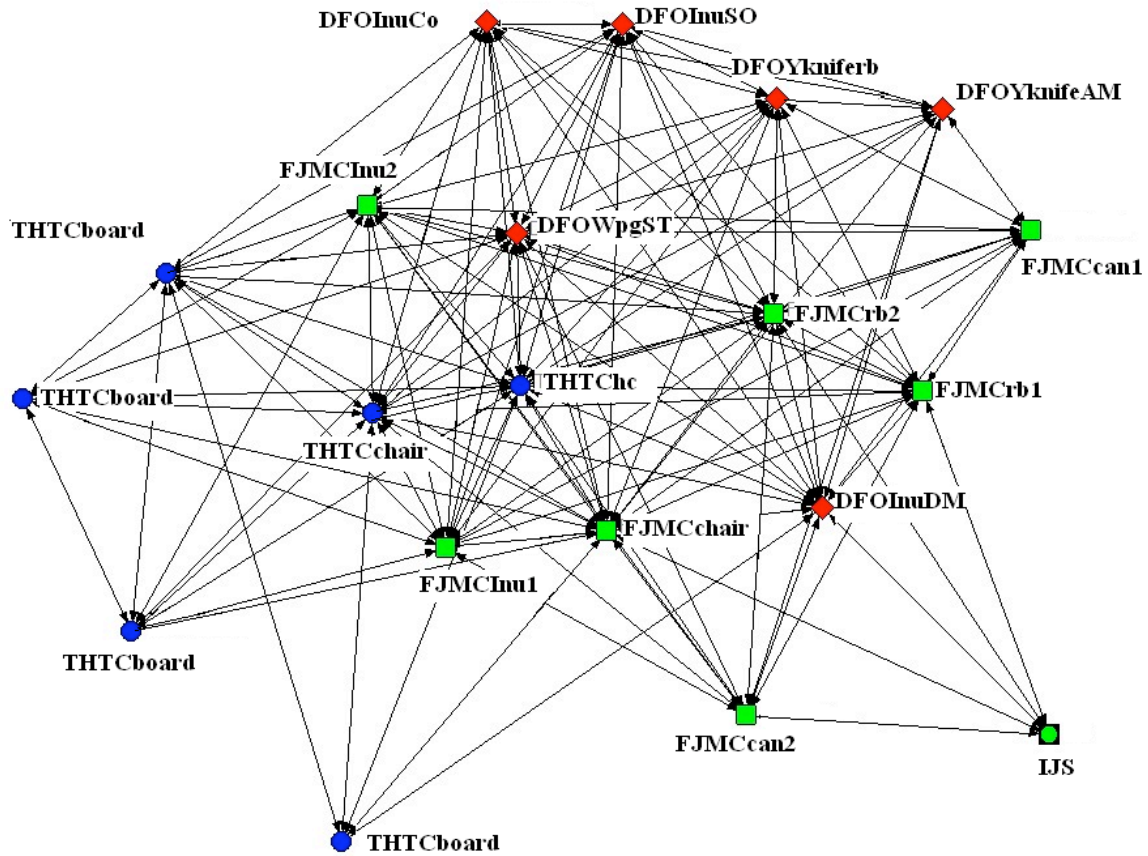 DFOInuCo
DFOInuSO
DFOYkniferb
DFOYknifeAM
FJMCInu2
DFOWpgST
THTCboard
FJMCcan1
FJMCrb2
THTChc
THTCboard
FJMCrb1
THTCchair
DFOInuDM
FJMCchair
FJMCInu1
THTCboard
FJMCcan2
IJS
THTCboard